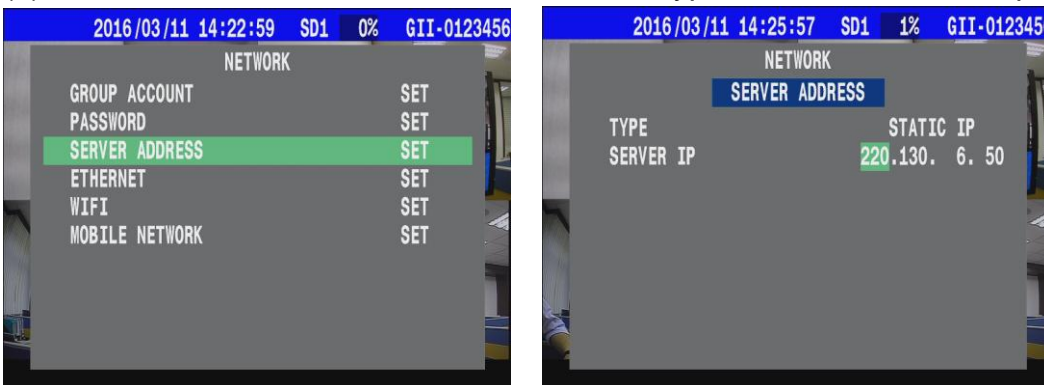 2016/03/11 14:22:59 SD1 0% GII-0123456
NETWORK
GROUP ACCOUNT SET
PASSWORD SET
SERVER ADDRESS SET
ETHERNET SET
WIFI SET
MOBILE NETWORK SET
2016/03/11 14:25:57 SD1 1% GII-012345
NETWORK
SERVER ADDRESS
TYPE STATIC IP
SERVER IP 220.130. 6. 50